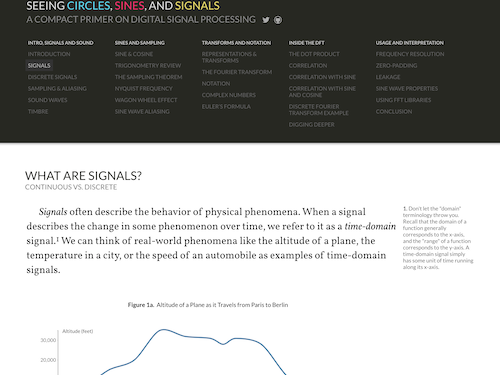 SEEING CIRCLES, SINES, AND SIGNALS
A COMPACT PRIMER ON DIGITAL SIGNAL PROCESSING
INTRO, SIGNALS AND SOUND
INTRODUCTION
SIGNALS
DISCRETE SIGNALS
SAMPLING & ALIASING
SOUND WAVES
TIMBRE
SINES AND SAMPLING
SINE & COSINE
TRIGONOMETRY REVIEW
THE SAMPLING THEOREM
NYQUIST FREQUENCY
WAGON WHEEL EFFECT
SINE WAVE ALIASING
TRANSFORMS AND NOTATION
REPRESENTATIONS &
TRANSFORMS
THE FOURIER TRANSFORM
NOTATION
COMPLEX NUMBERS
EULER'S FORMULA
INSIDE THE DFT
THE DOT PRODUCT
CORRELATION
CORRELATION WITH SINE
CORRELATION WITH SINE
AND COSINE
DISCRETE FOURIER
TRANSFORM EXAMPLE
DIGGING DEEPER
USAGE AND INTERPRETATION
FREQUENCY RESOLUTION
ZERO-PADDING
LEAKAGE
SINE WAVE PROPERTIES
USING FFT LIBRARIES
CONCLUSION
WHAT ARE SIGNALS?
CONTINUOUS VS. DISCRETE
Signals often describe the behavior of physical phenomena. When a signal
describes the change in some phenomenon over time, we refer to it as a time-domain
signal.¹ We can think of real-world phenomena like the altitude of a plane, the
temperature in a city, or the speed of an automobile as examples of time-domain
signals.
1. Don't let the "domain"
terminology throw you.
Recall that the domain of a
function generally
corresponds to the x-axis,
and the "range" of a function
corresponds to the y-axis. A
time-domain signal simply
has some unit of time running
along its x-axis.
Figure 1a. Altitude of a Plane as it Travels from Paris to Berlin
Altitude (feet)
30,000
20,000